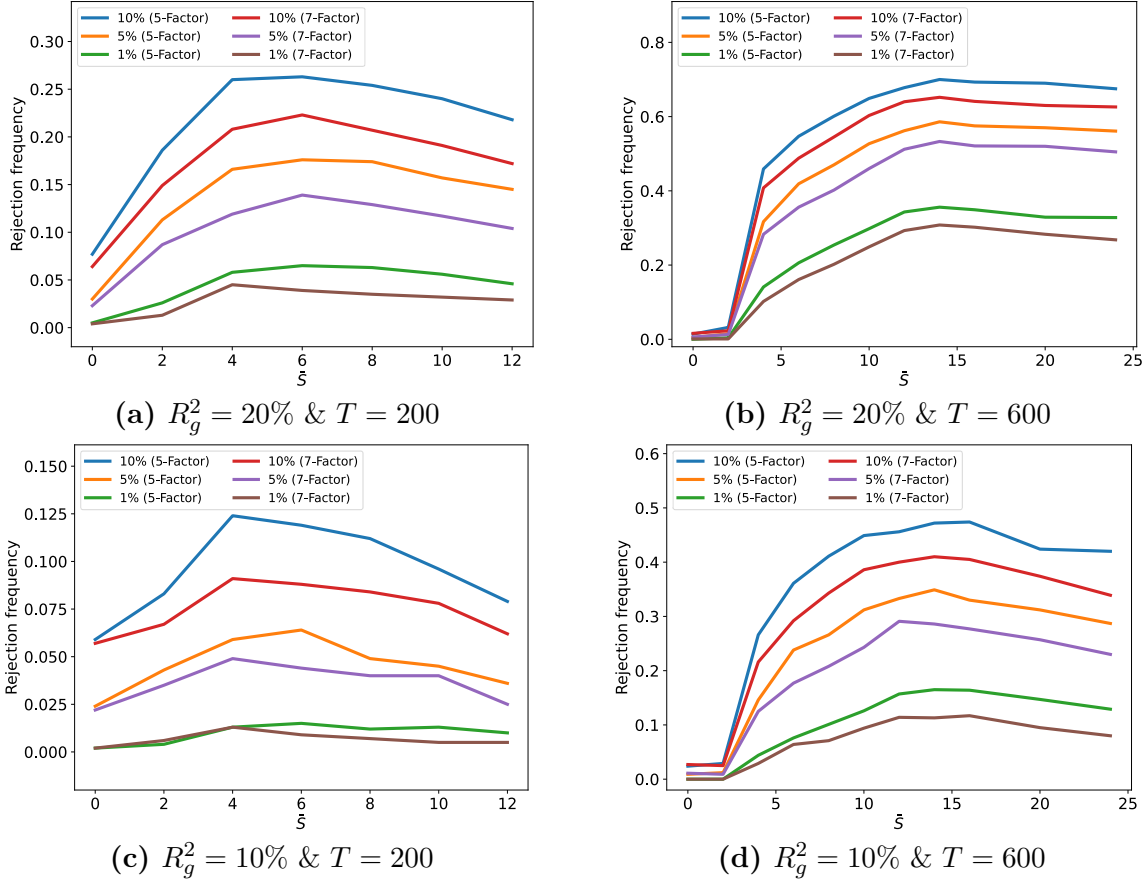 10% (5-Factor) 10% (7-Factor)
5% (5-Factor) 5% (7-Factor)
1% (5-Factor) 1% (7-Factor)
Rejection frequency
0.30
0.25
0.20
0.15
0.10
0.05
0.00
0 2 4 6 8 10 12
S̄
(a) R_g^2 = 20% & T = 200
10% (5-Factor) 10% (7-Factor)
5% (5-Factor) 5% (7-Factor)
1% (5-Factor) 1% (7-Factor)
Rejection frequency
0.8
0.6
0.4
0.2
0.0
0 5 10 15 20 25
S̄
(b) R_g^2 = 20% & T = 600
10% (5-Factor) 10% (7-Factor)
5% (5-Factor) 5% (7-Factor)
1% (5-Factor) 1% (7-Factor)
Rejection frequency
0.150
0.125
0.100
0.075
0.050
0.025
0.000
0 2 4 6 8 10 12
S̄
(c) R_g^2 = 10% & T = 200
10% (5-Factor) 10% (7-Factor)
5% (5-Factor) 5% (7-Factor)
1% (5-Factor) 1% (7-Factor)
Rejection frequency
0.6
0.5
0.4
0.3
0.2
0.1
0.0
0 5 10 15 20 25
S̄
(d) R_g^2 = 10% & T = 600